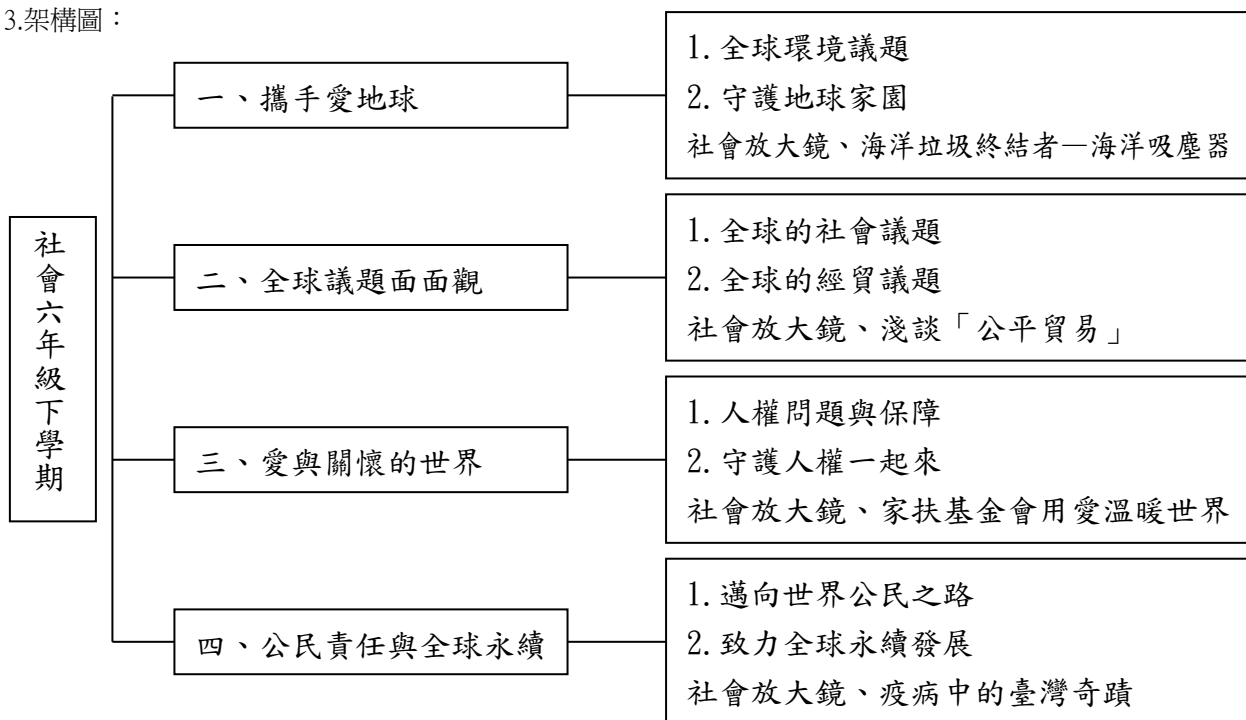 3.架構圖：
社會六年級下學期
一、攜手愛地球
1.全球環境議題
2.守護地球家園
社會放大鏡、海洋垃圾終結者—海洋吸塵器
二、全球議題面面觀
1.全球的社會議題
2.全球的經貿議題
社會放大鏡、淺談「公平貿易」
三、愛與關懷的世界
1.人權問題與保障
2.守護人權一起來
社會放大鏡、家扶基金會用愛溫暖世界
四、公民責任與全球永續
1.邁向世界公民之路
2.致力全球永續發展
社會放大鏡、疫病中的臺灣奇蹟